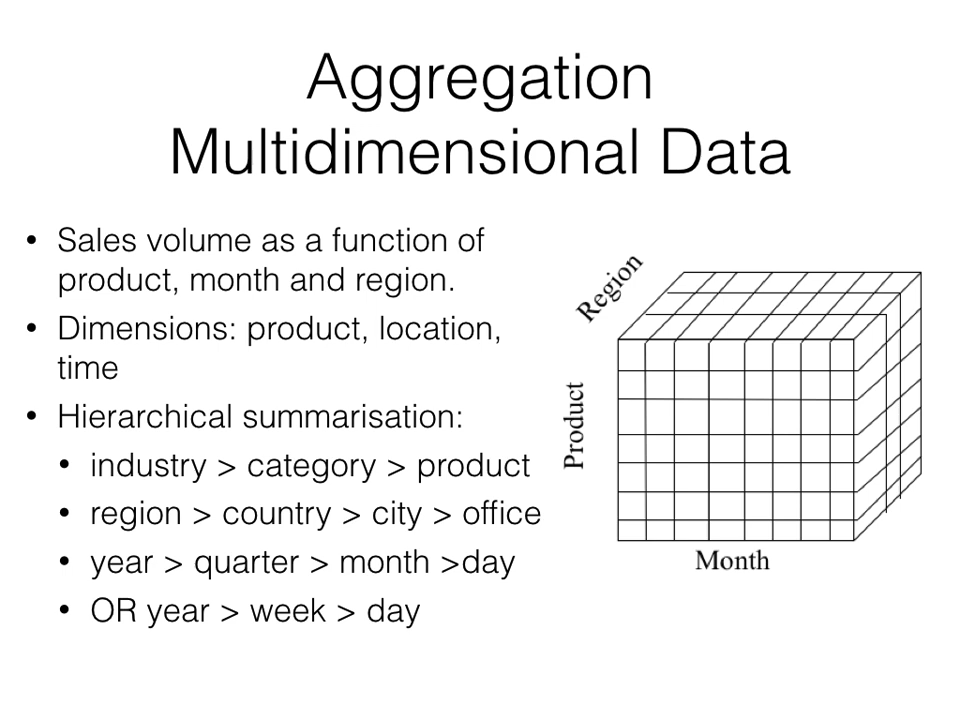 Aggregation
Multidimensional Data
• Sales volume as a function of
product, month and region.
• Dimensions: product, location,
time
• Hierarchical summarisation:
• industry > category > product
• region > country > city > office
• year > quarter > month >day
• OR year > week > day
Region
Product
Month